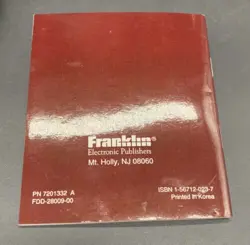 Franklin®
Electronic Publishers
Mt. Holly, NJ 08060
PN 7201332 A
FDD-28009-00
ISBN 1-56712-023-7
Printed in Korea